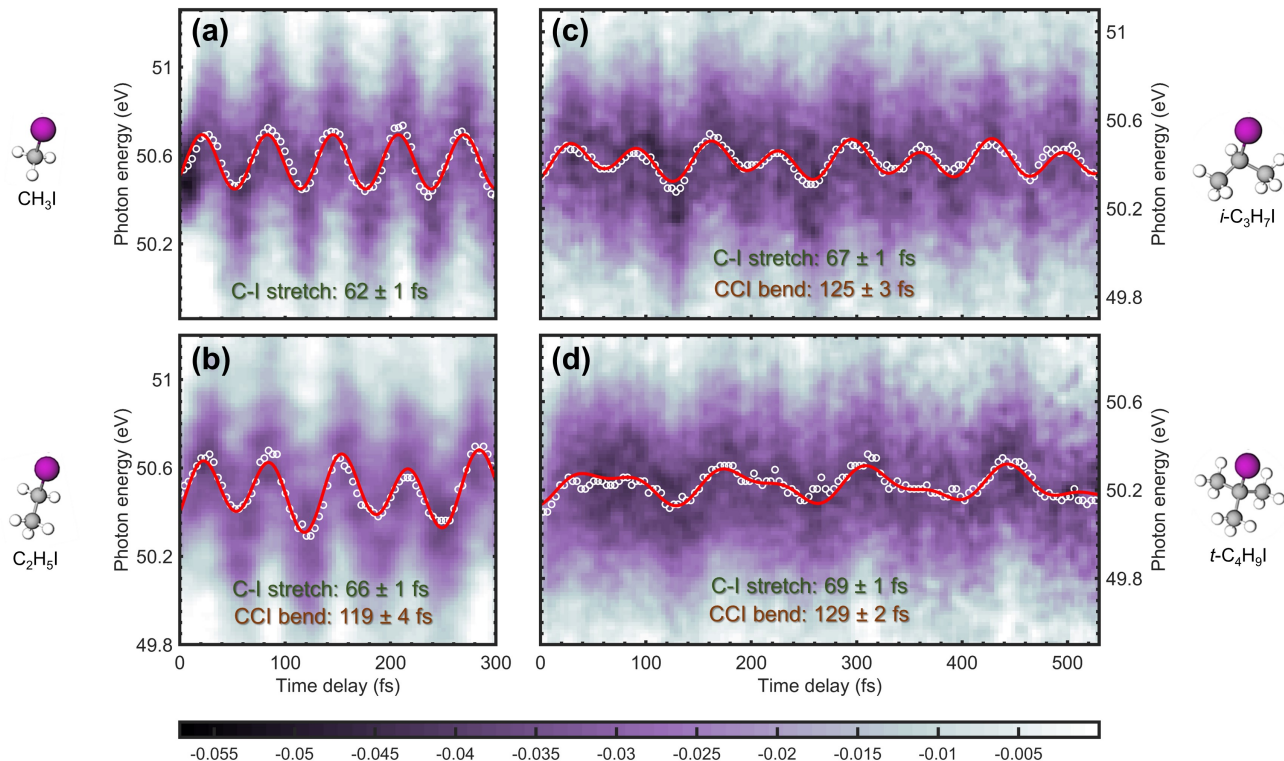 (a)
51
50.6
50.2
Photon energy (eV)
CH₃I
C-I stretch: 62 ± 1 fs
(c)
51
50.6
50.2
49.8
Photon energy (eV)
i-C₃H₇I
C-I stretch: 67 ± 1 fs
CCI bend: 125 ± 3 fs
(b)
51
50.6
50.2
49.8
Photon energy (eV)
C₂H₅I
C-I stretch: 66 ± 1 fs
CCI bend: 119 ± 4 fs
0 100 200 300
Time delay (fs)
(d)
50.6
50.2
49.8
Photon energy (eV)
t-C₄H₉I
C-I stretch: 69 ± 1 fs
CCI bend: 129 ± 2 fs
0 100 200 300 400 500
Time delay (fs)
-0.055 -0.05 -0.045 -0.04 -0.035 -0.03 -0.025 -0.02 -0.015 -0.01 -0.005